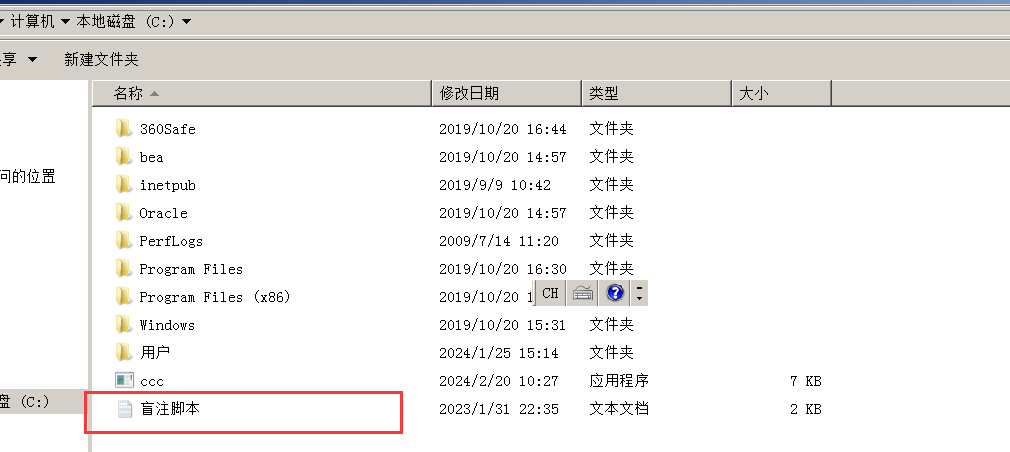 计算机 本地磁盘 (C:)
享 新建文件夹
名称 修改日期 类型 大小
360Safe 2019/10/20 16:44 文件夹
bea 2019/10/20 14:57 文件夹
问的位置
inetpub 2019/9/9 10:42 文件夹
Oracle 2019/10/20 14:57 文件夹
PerfLogs 2009/7/14 11:20 文件夹
Program Files 2019/10/20 16:30 文件夹
Program Files (x86) 2019/10/20 1 CH
Windows 2019/10/20 15:31 文件夹
用户 2024/1/25 15:14 文件夹
ccc 2024/2/20 10:27 应用程序 7 KB
盘 (C:)
盲注脚本 2023/1/31 22:35 文本文档 2 KB